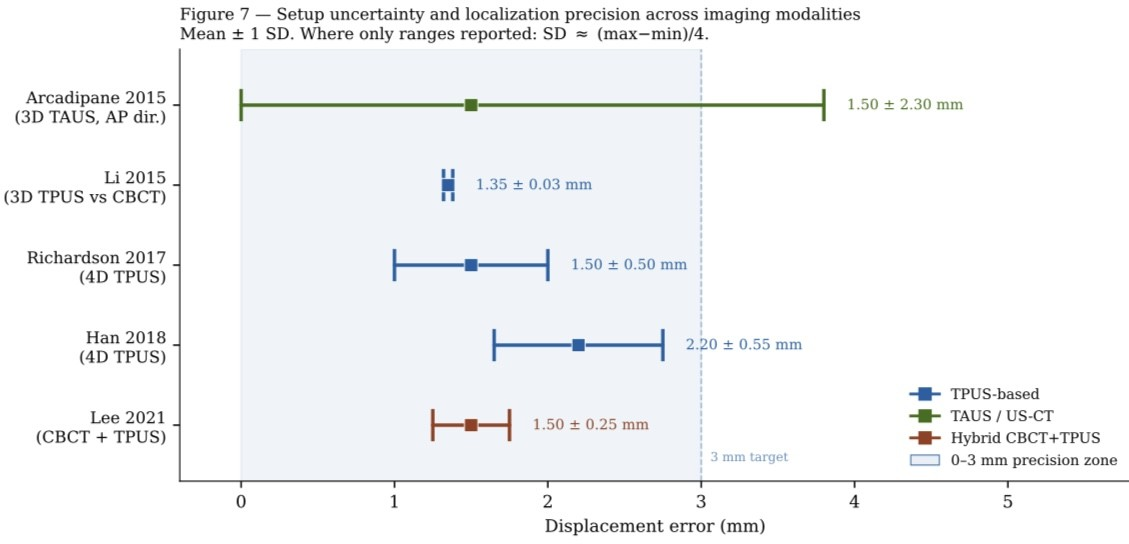 Figure 7 — Setup uncertainty and localization precision across imaging modalities
Mean ± 1 SD. Where only ranges reported: SD ≈ (max−min)/4.
Arcadipane 2015
(3D TAUS, AP dir.)
1.50 ± 2.30 mm
Li 2015
(3D TPUS vs CBCT)
1.35 ± 0.03 mm
Richardson 2017
(4D TPUS)
1.50 ± 0.50 mm
Han 2018
(4D TPUS)
2.20 ± 0.55 mm
Lee 2021
(CBCT + TPUS)
1.50 ± 0.25 mm
3 mm target
TPUS-based
TAUS / US-CT
Hybrid CBCT+TPUS
0–3 mm precision zone
0 1 2 3 4 5
Displacement error (mm)